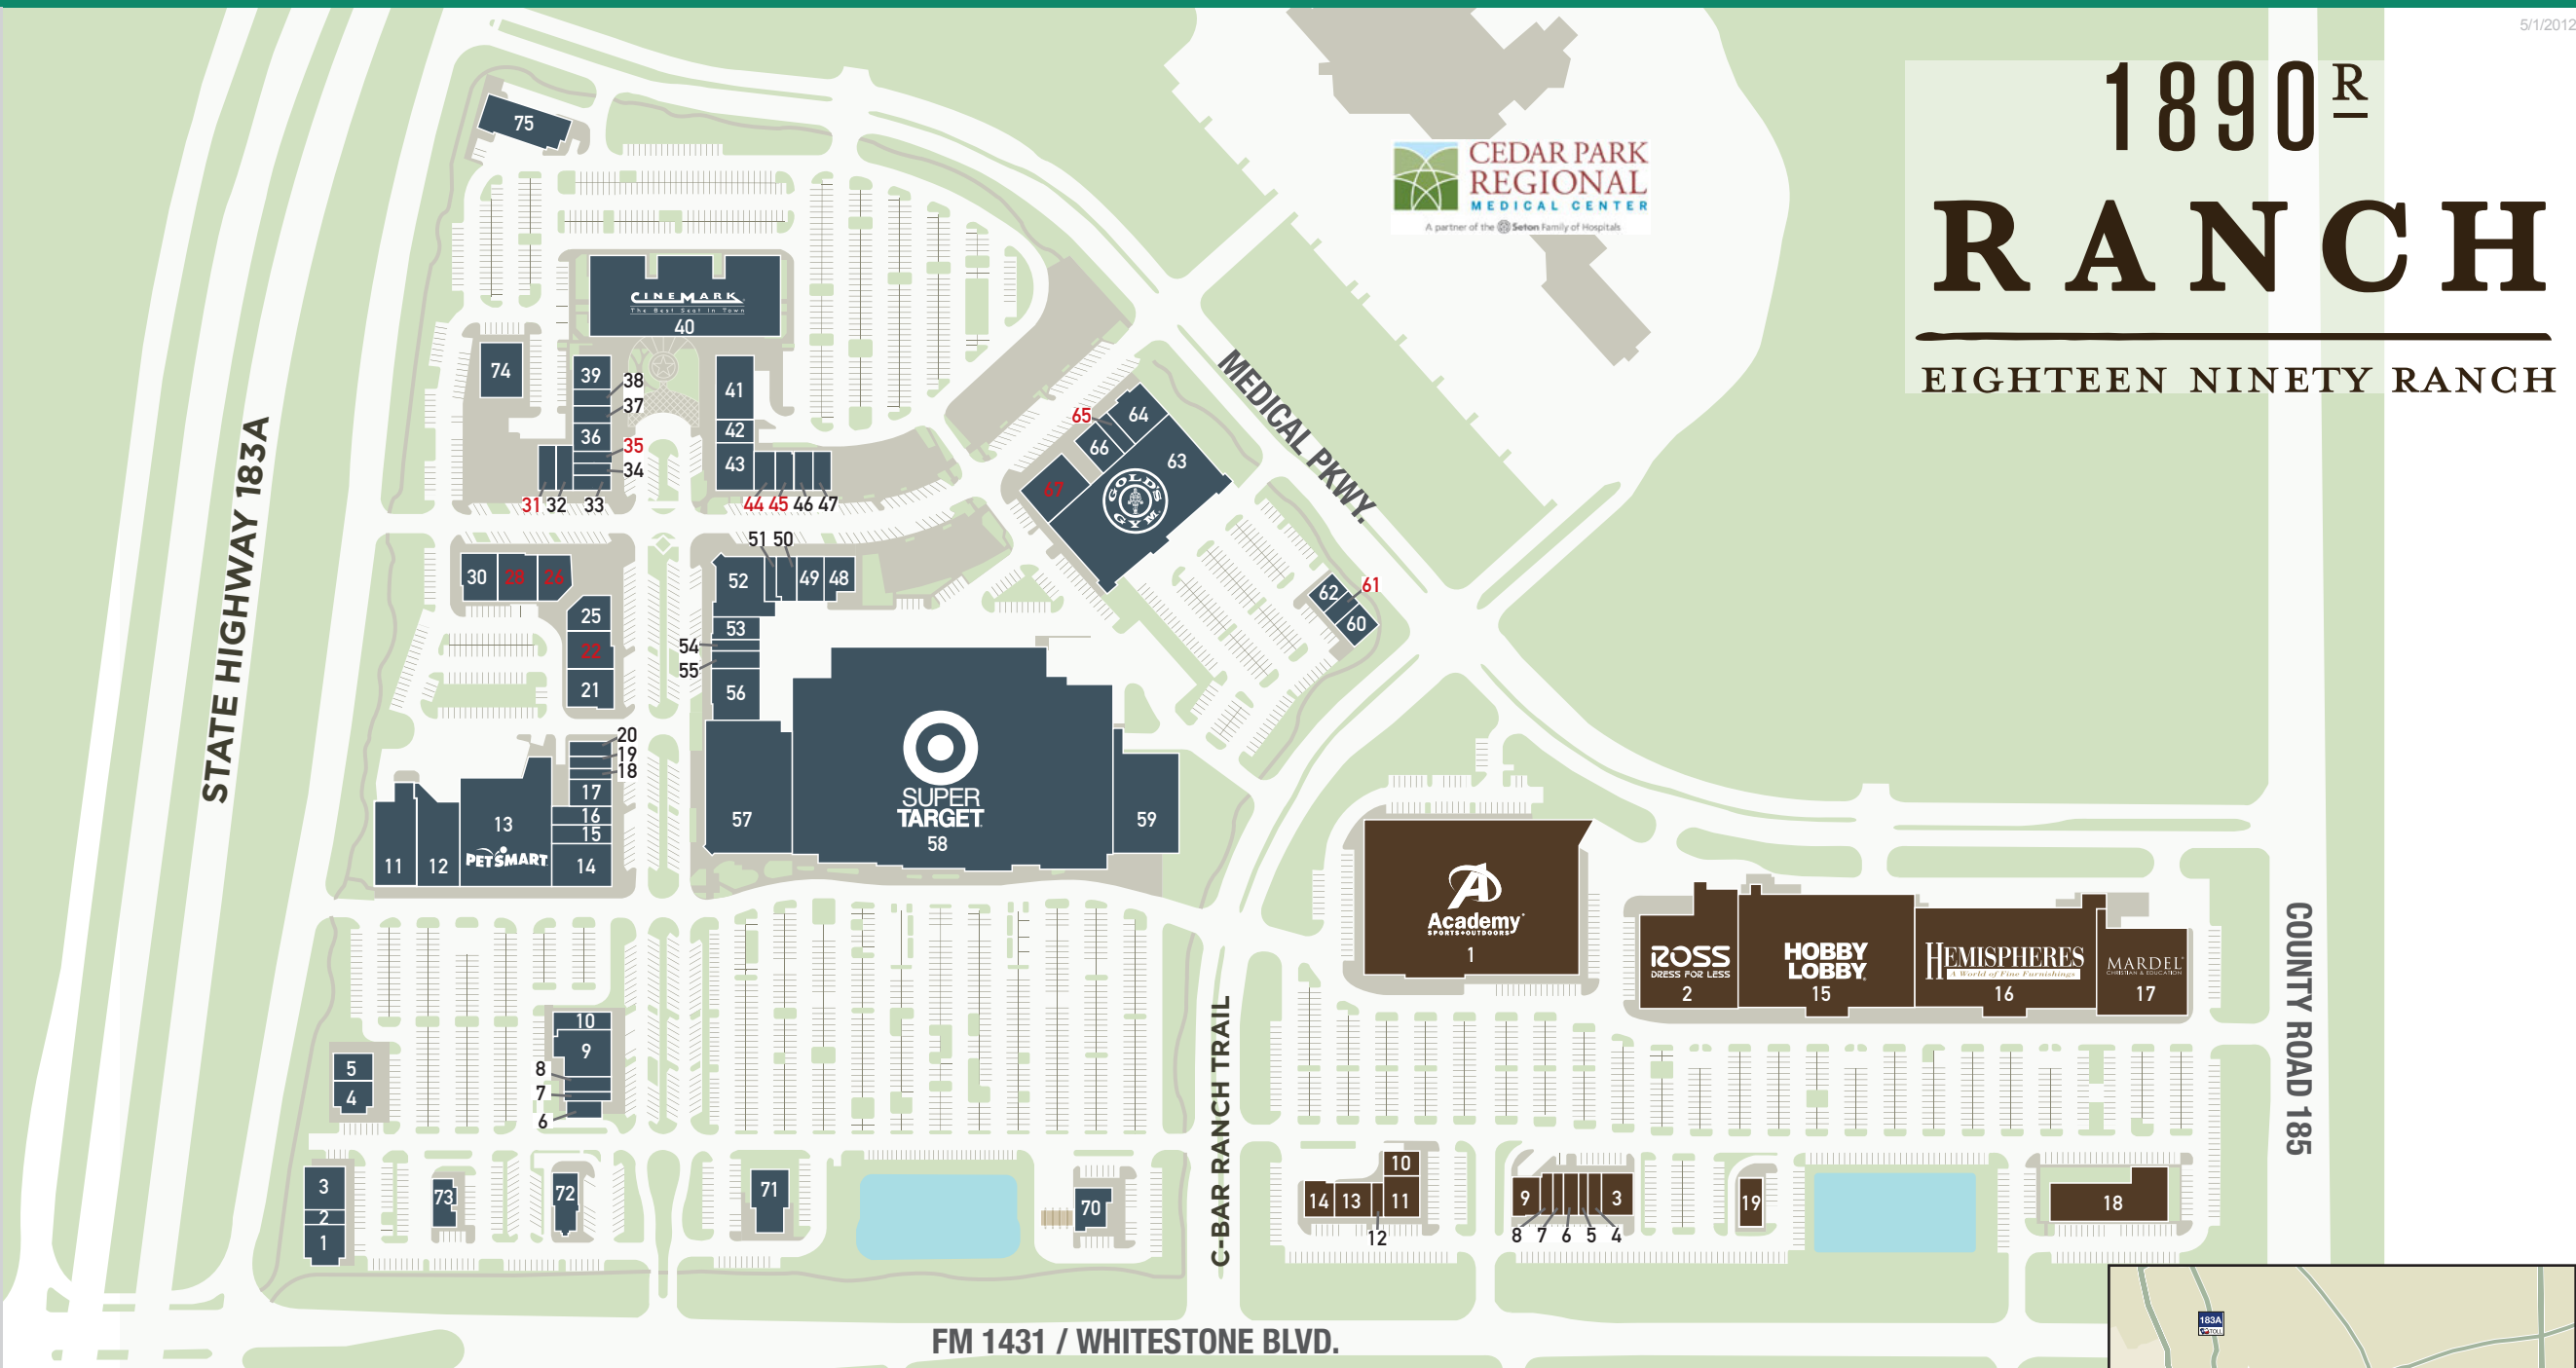 5/1/2012
1890 R
RANCH
EIGHTEEN NINETY RANCH
CEDAR PARK
REGIONAL
MEDICAL CENTER
A partner of the Seton Family of Hospitals
75
CINEMARK
The Best Seat In Town
40
74
39
38
37
36
35
34
31 32 33
41
42
43
44 45 46 47
65
64
66
63
67
GOLD'S
GYM
MEDICAL PKWY.
STATE HIGHWAY 183A
30 28 26
25
22
21
51 50
52 49 48
53
54
55
56
62 61
60
20
19
18
17
16
15
14
13
PETSMART
11 12
57
SUPER
TARGET
58
59
Academy
SPORTS+OUTDOORS
1
ROSS
DRESS FOR LESS
2
HOBBY
LOBBY
15
HEMISPHERES
A World of Fine Furnishings
16
MARDEL
CHRISTIAN & EDUCATION
17
COUNTY ROAD 185
C-BAR RANCH TRAIL
10
9
8
7
6
5
4
3
2
1
73
72
71
70
10
14 13 11
12
9 3
8 7 6 5 4
19
18
FM 1431 / WHITESTONE BLVD.
183A
TOLL